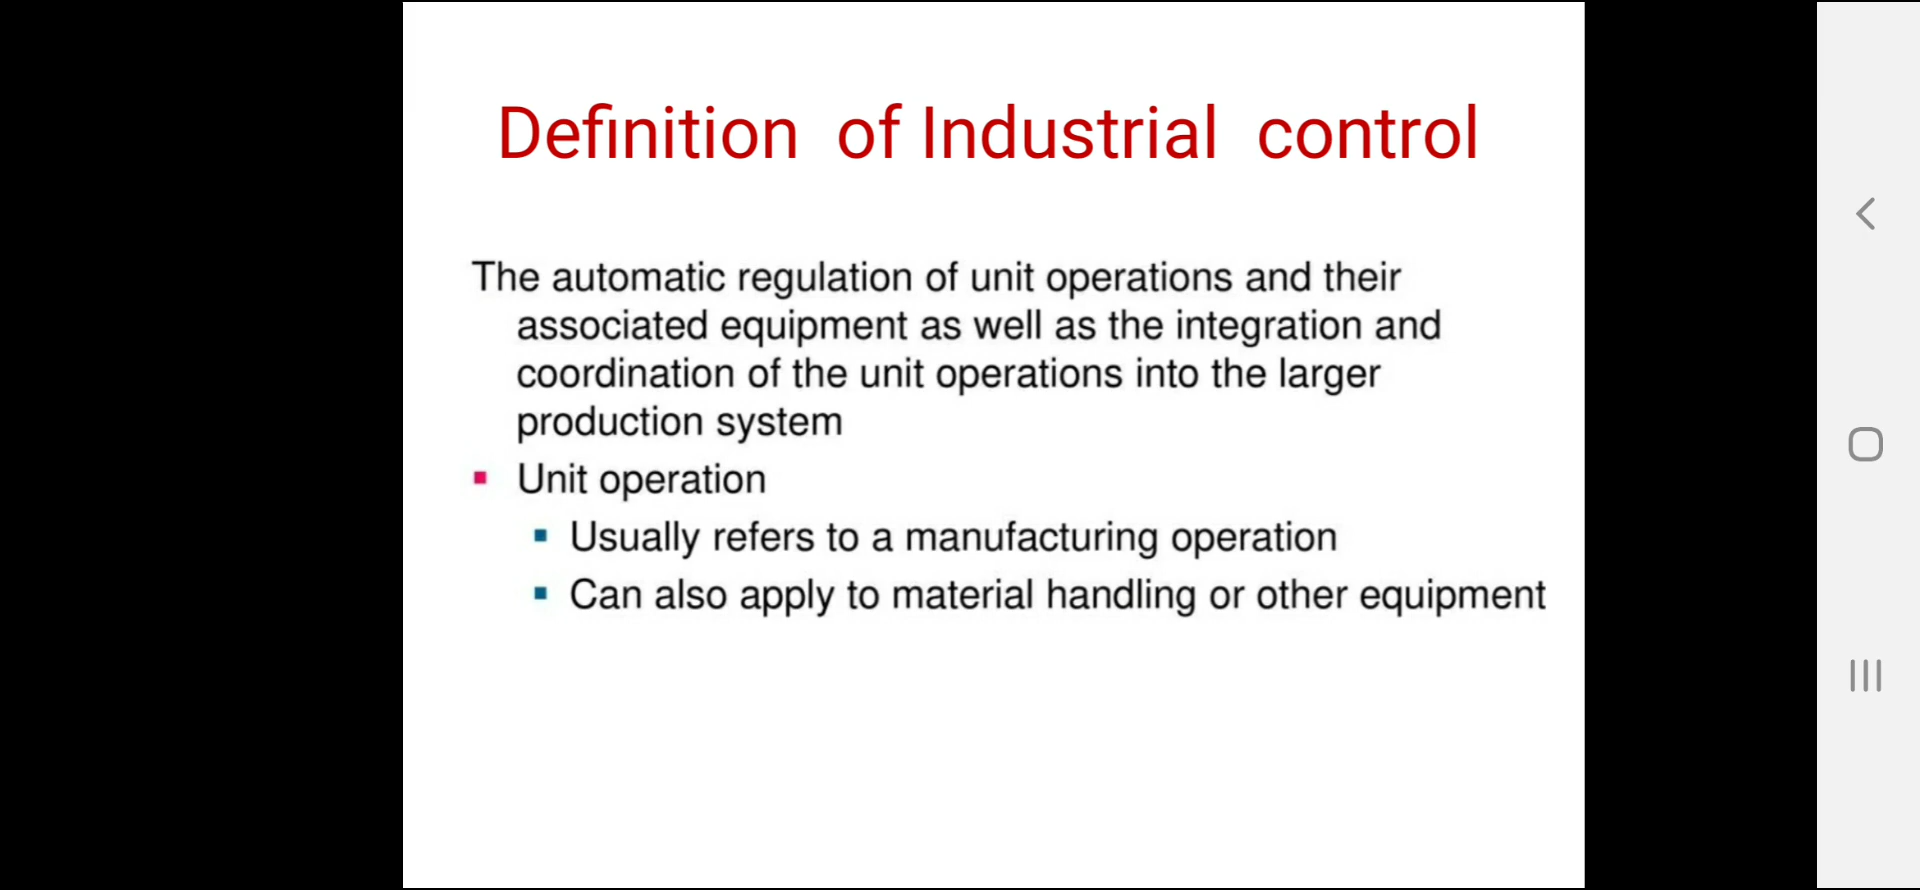 Definition of Industrial control
The automatic regulation of unit operations and their
associated equipment as well as the integration and
coordination of the unit operations into the larger
production system
Unit operation
Usually refers to a manufacturing operation
Can also apply to material handling or other equipment